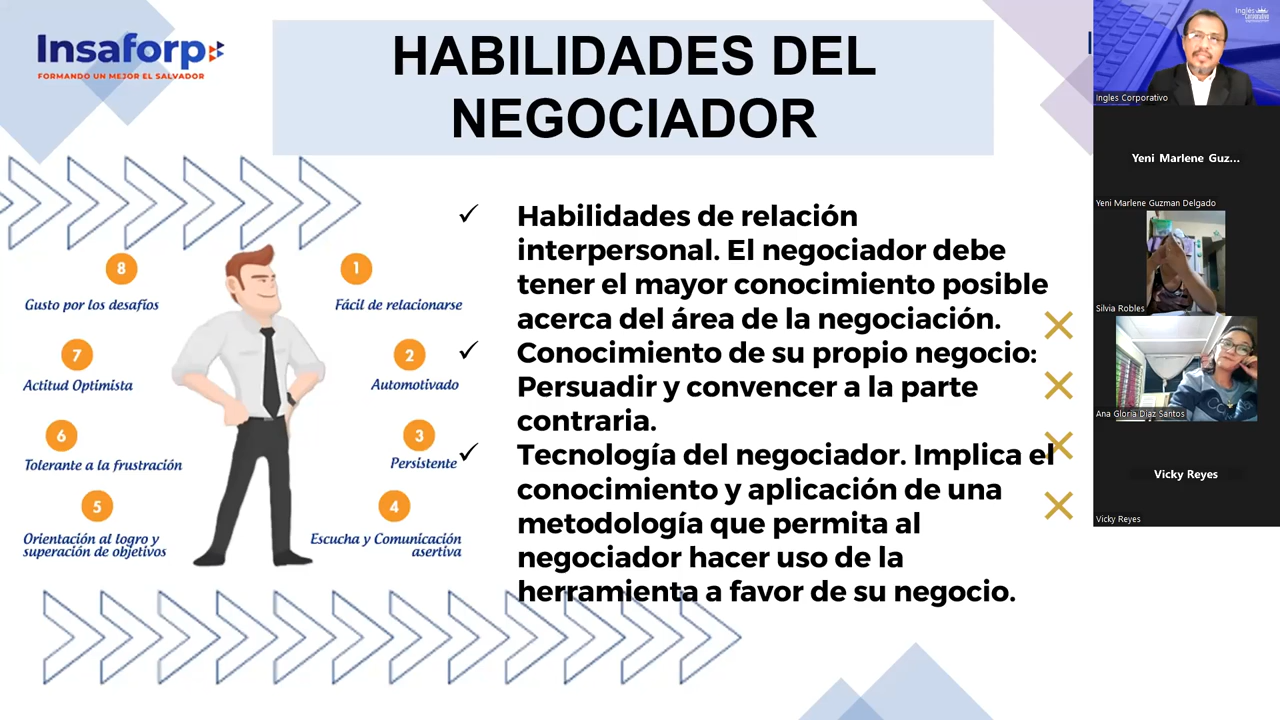 Insaforp
FORMANDO UN MEJOR EL SALVADOR
HABILIDADES DEL
NEGOCIADOR
8
Gusto por los desafíos
1
Fácil de relacionarse
7
Actitud Optimista
2
Automotivado
6
Tolerante a la frustración
3
Persistente
5
Orientación al logro y
superación de objetivos
4
Escucha y Comunicación
asertiva
✓ Habilidades de relación
interpersonal. El negociador debe
tener el mayor conocimiento posible
acerca del área de la negociación.
✓ Conocimiento de su propio negocio:
Persuadir y convencer a la parte
contraria.
✓ Tecnología del negociador. Implica el
conocimiento y aplicación de una
metodología que permita al
negociador hacer uso de la
herramienta a favor de su negocio.
Inglés
Corporativo
Ingles Corporativo
Yeni Marlene Guz...
Yeni Marlene Guzman Delgado
Silvia Robles
Ana Gloria Diaz Santos
Vicky Reyes
Vicky Reyes